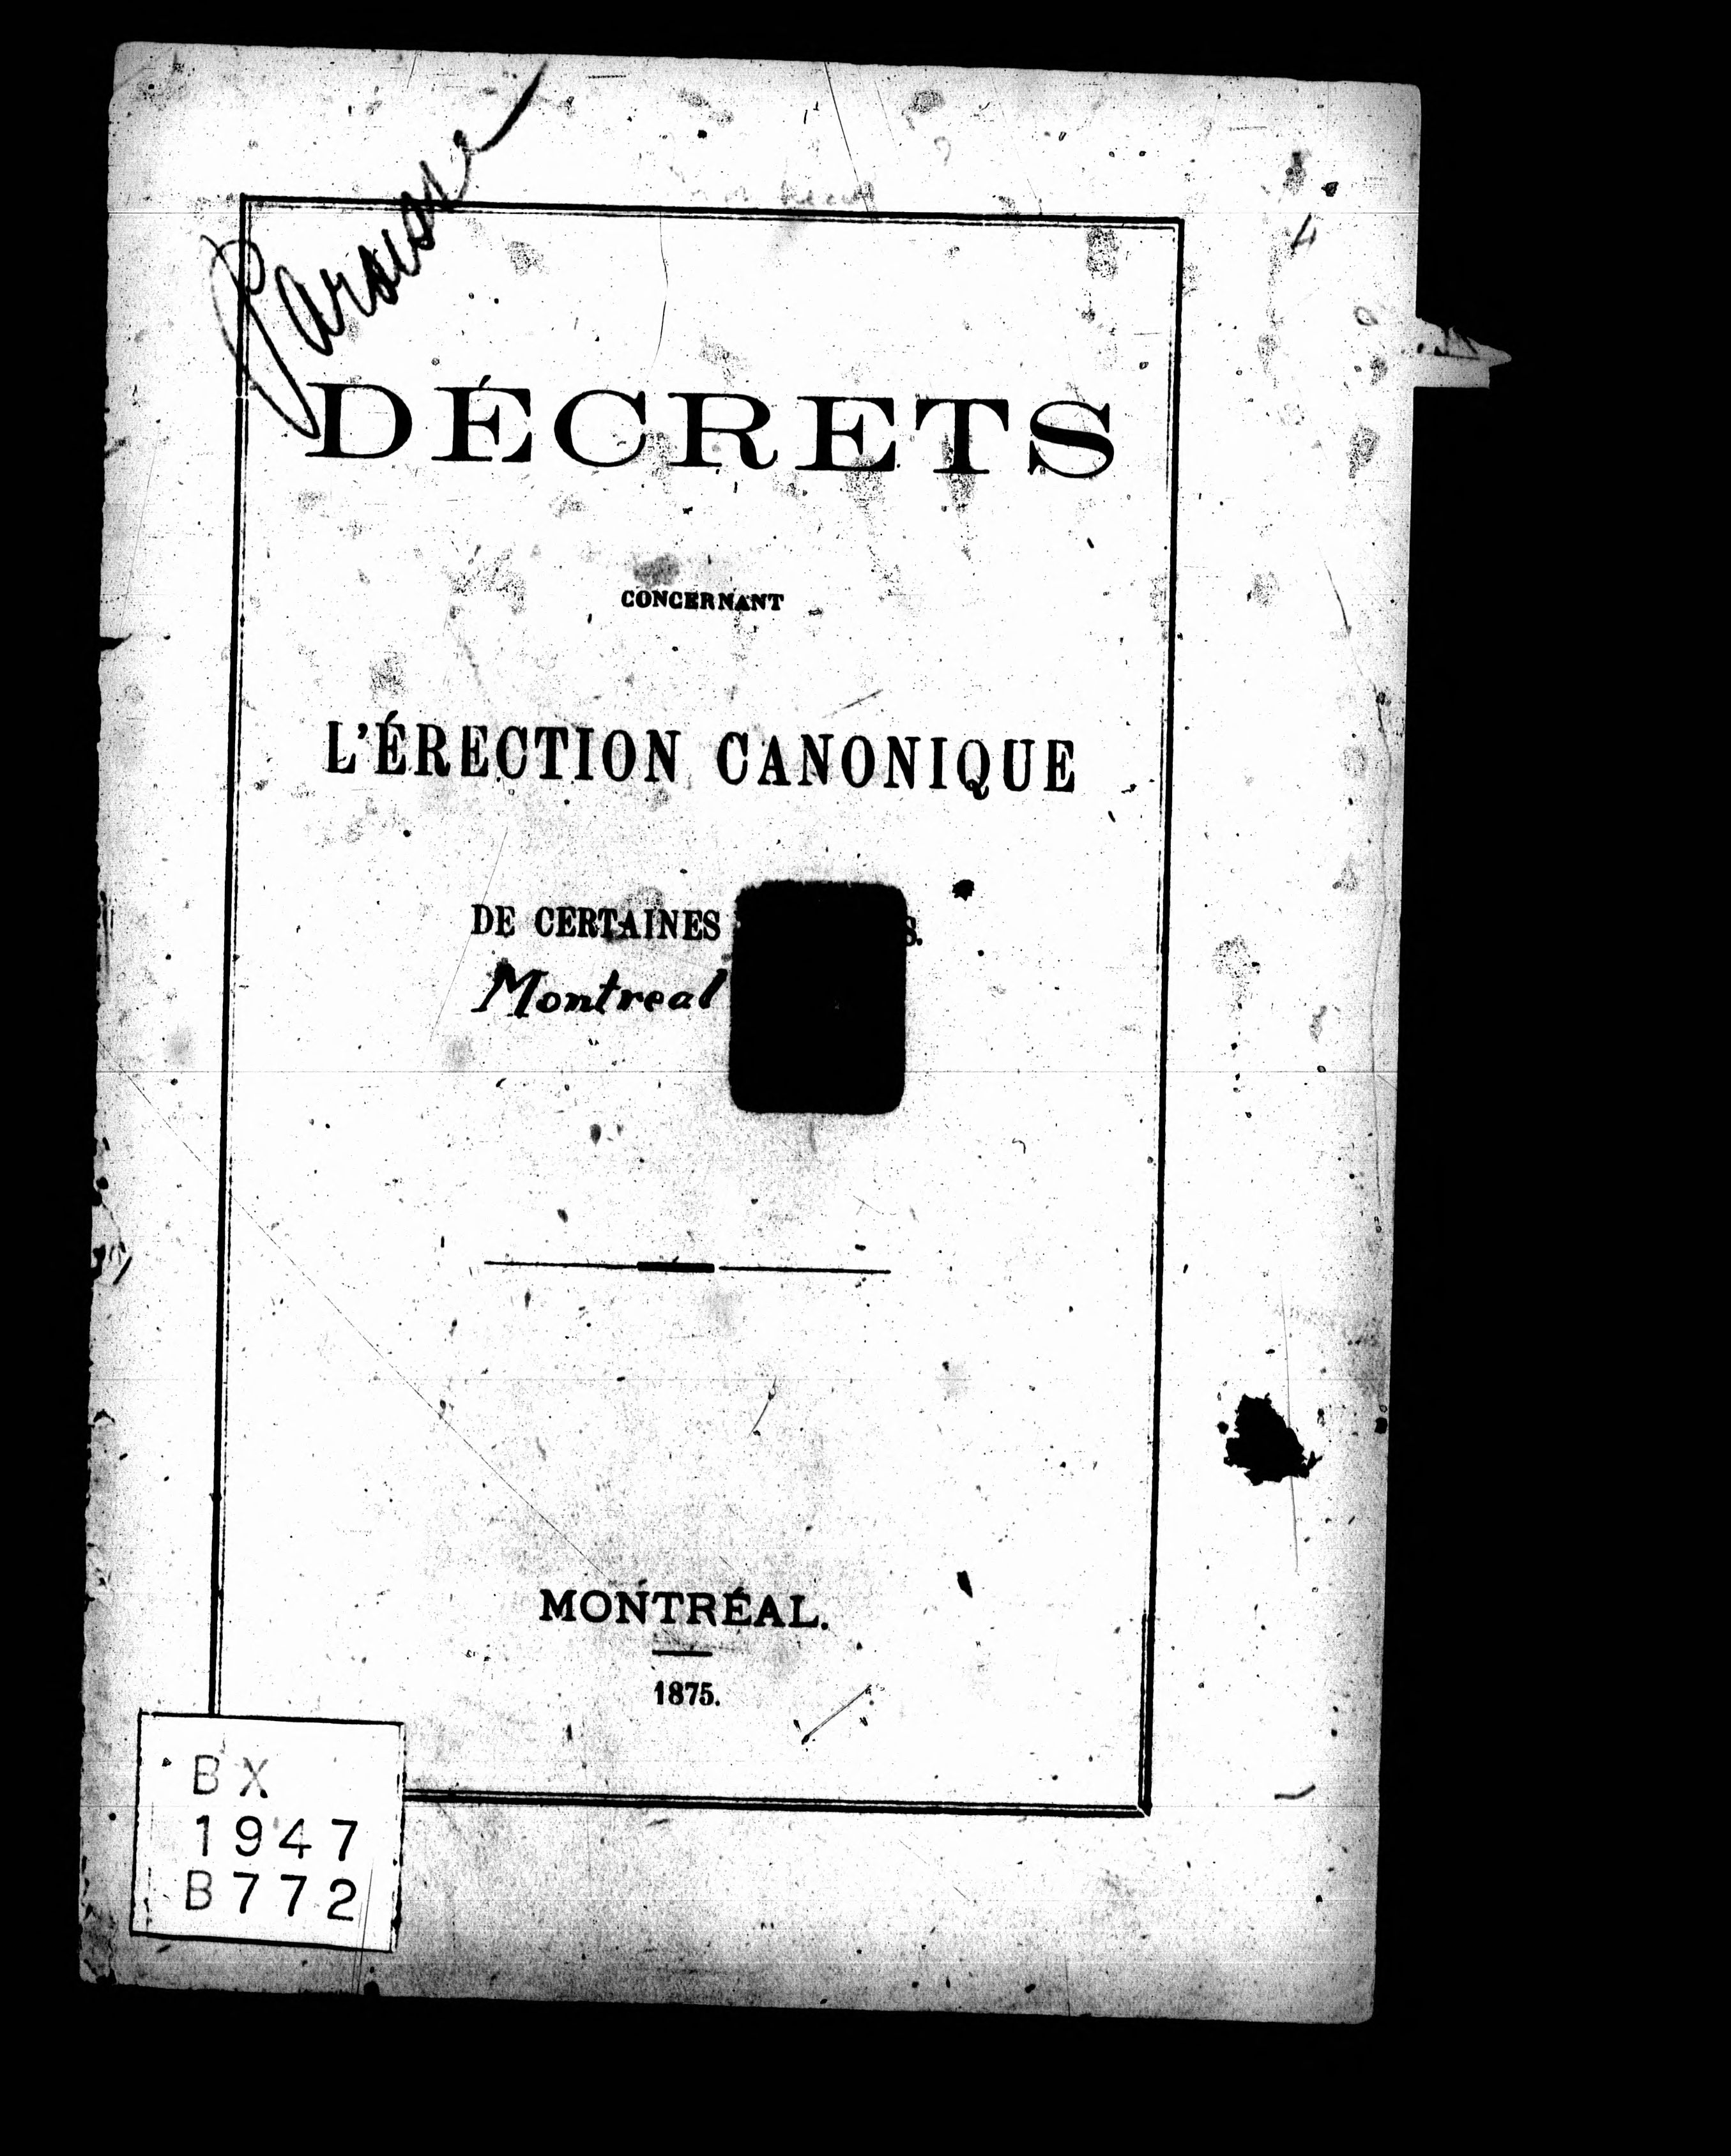 DÉCRETS
CONCERNANT
L'ÉRECTION CANONIQUE
DE CERTAINES S.
Montreal
MONTRÉAL.
1875.
BX
1947
B772